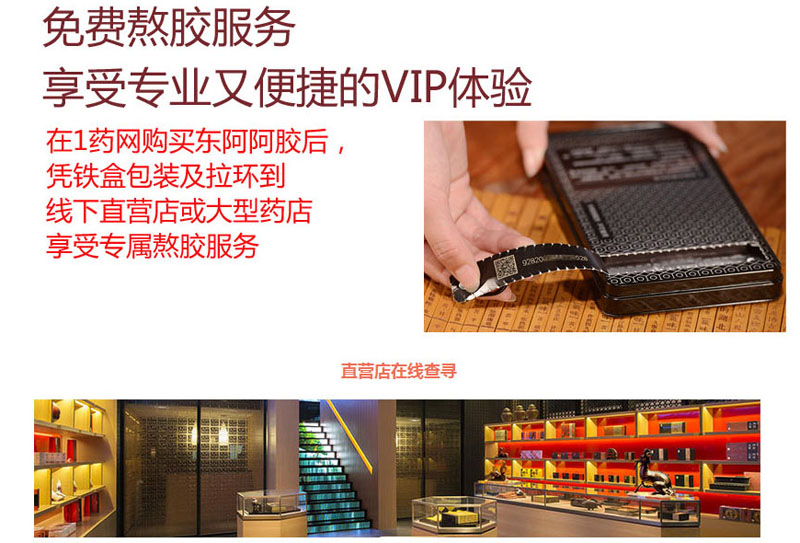 免费熬胶服务
享受专业又便捷的VIP体验
在1药网购买东阿阿胶后，
凭铁盒包装及拉环到
线下直营店或大型药店
享受专属熬胶服务
直营店在线查寻